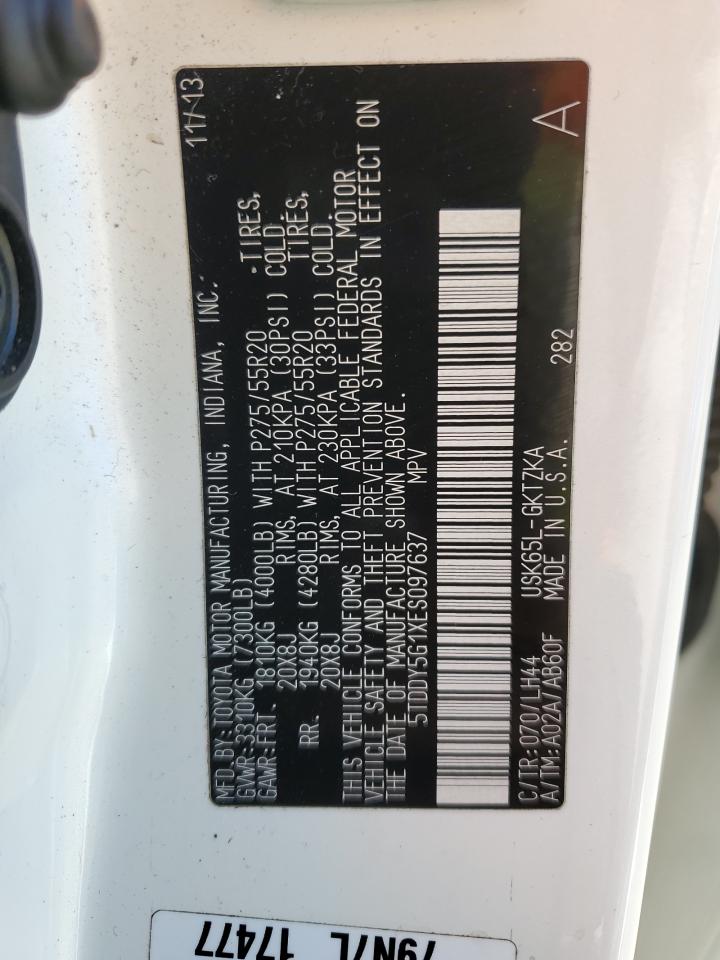 MFD BY: TOYOTA MOTOR MANUFACTURING, INDIANA, INC. 11/13
GVWR: 3310KG (7300LB)
GAWR: FRT. 1810KG (4000LB) WITH P275/55R20 TIRES,
20X8J RIMS, AT 210KPA (30PSI) COLD.
RR. 1940KG (4280LB) WITH P275/55R20 TIRES,
20X8J RIMS, AT 230KPA (33PSI) COLD.
THIS VEHICLE CONFORMS TO ALL APPLICABLE FEDERAL MOTOR
VEHICLE SAFETY AND THEFT PREVENTION STANDARDS IN EFFECT ON
THE DATE OF MANUFACTURE SHOWN ABOVE.
5TDDY5G1XES097637 MPV
C/TR: 070/LH44 USK65L-GKTZKA
A/TM: A02A/AB60F MADE IN U.S.A. 282 A
79N7L
17477